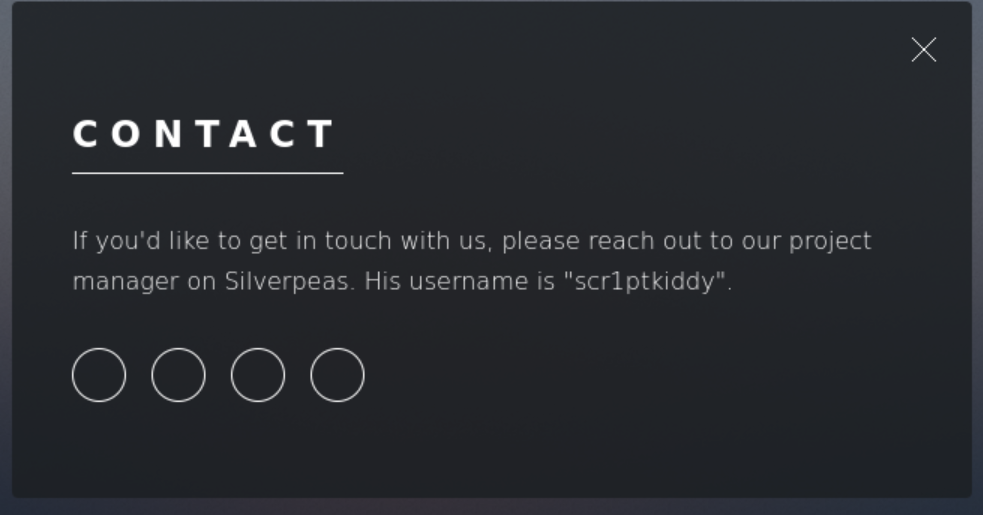 CONTACT
If you'd like to get in touch with us, please reach out to our project
manager on Silverpeas. His username is "scr1ptkiddy".